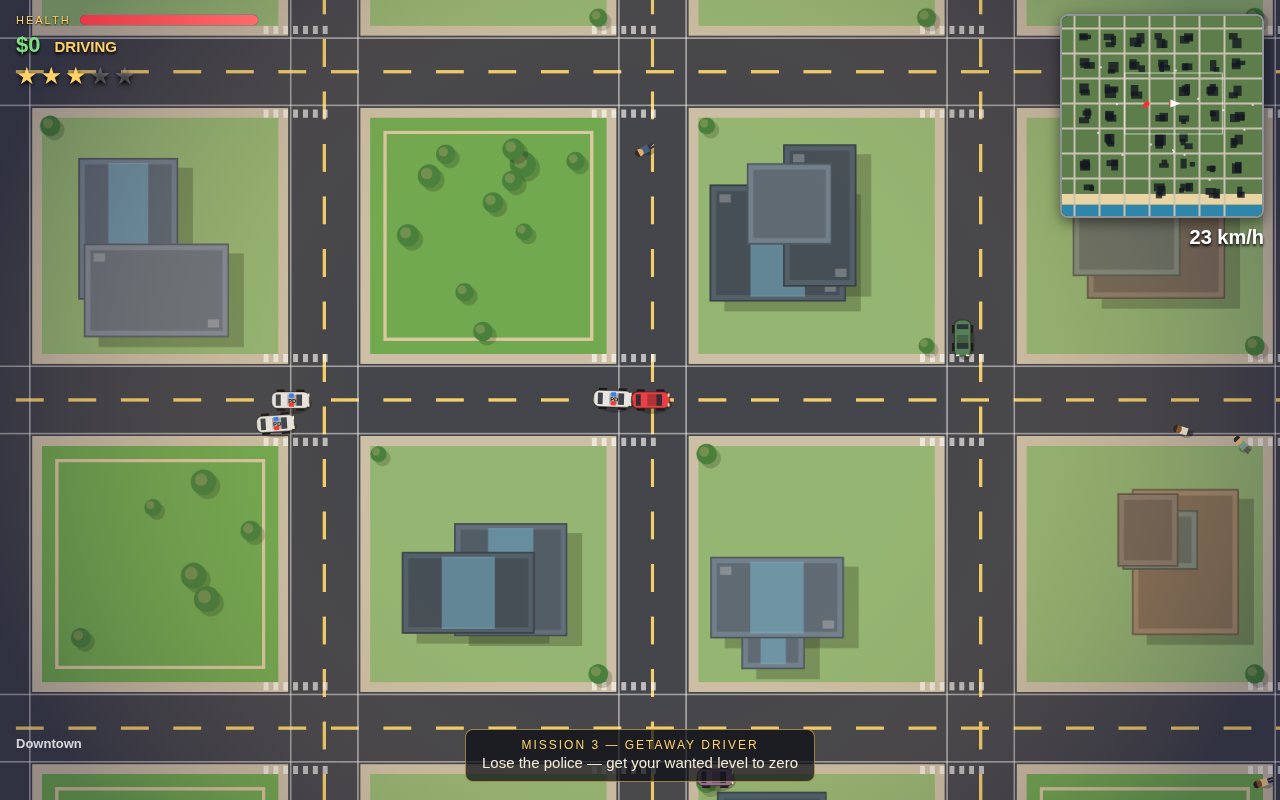 HEALTH
$0 DRIVING
23 km/h
Downtown
MISSION 3 — GETAWAY DRIVER
Lose the police — get your wanted level to zero